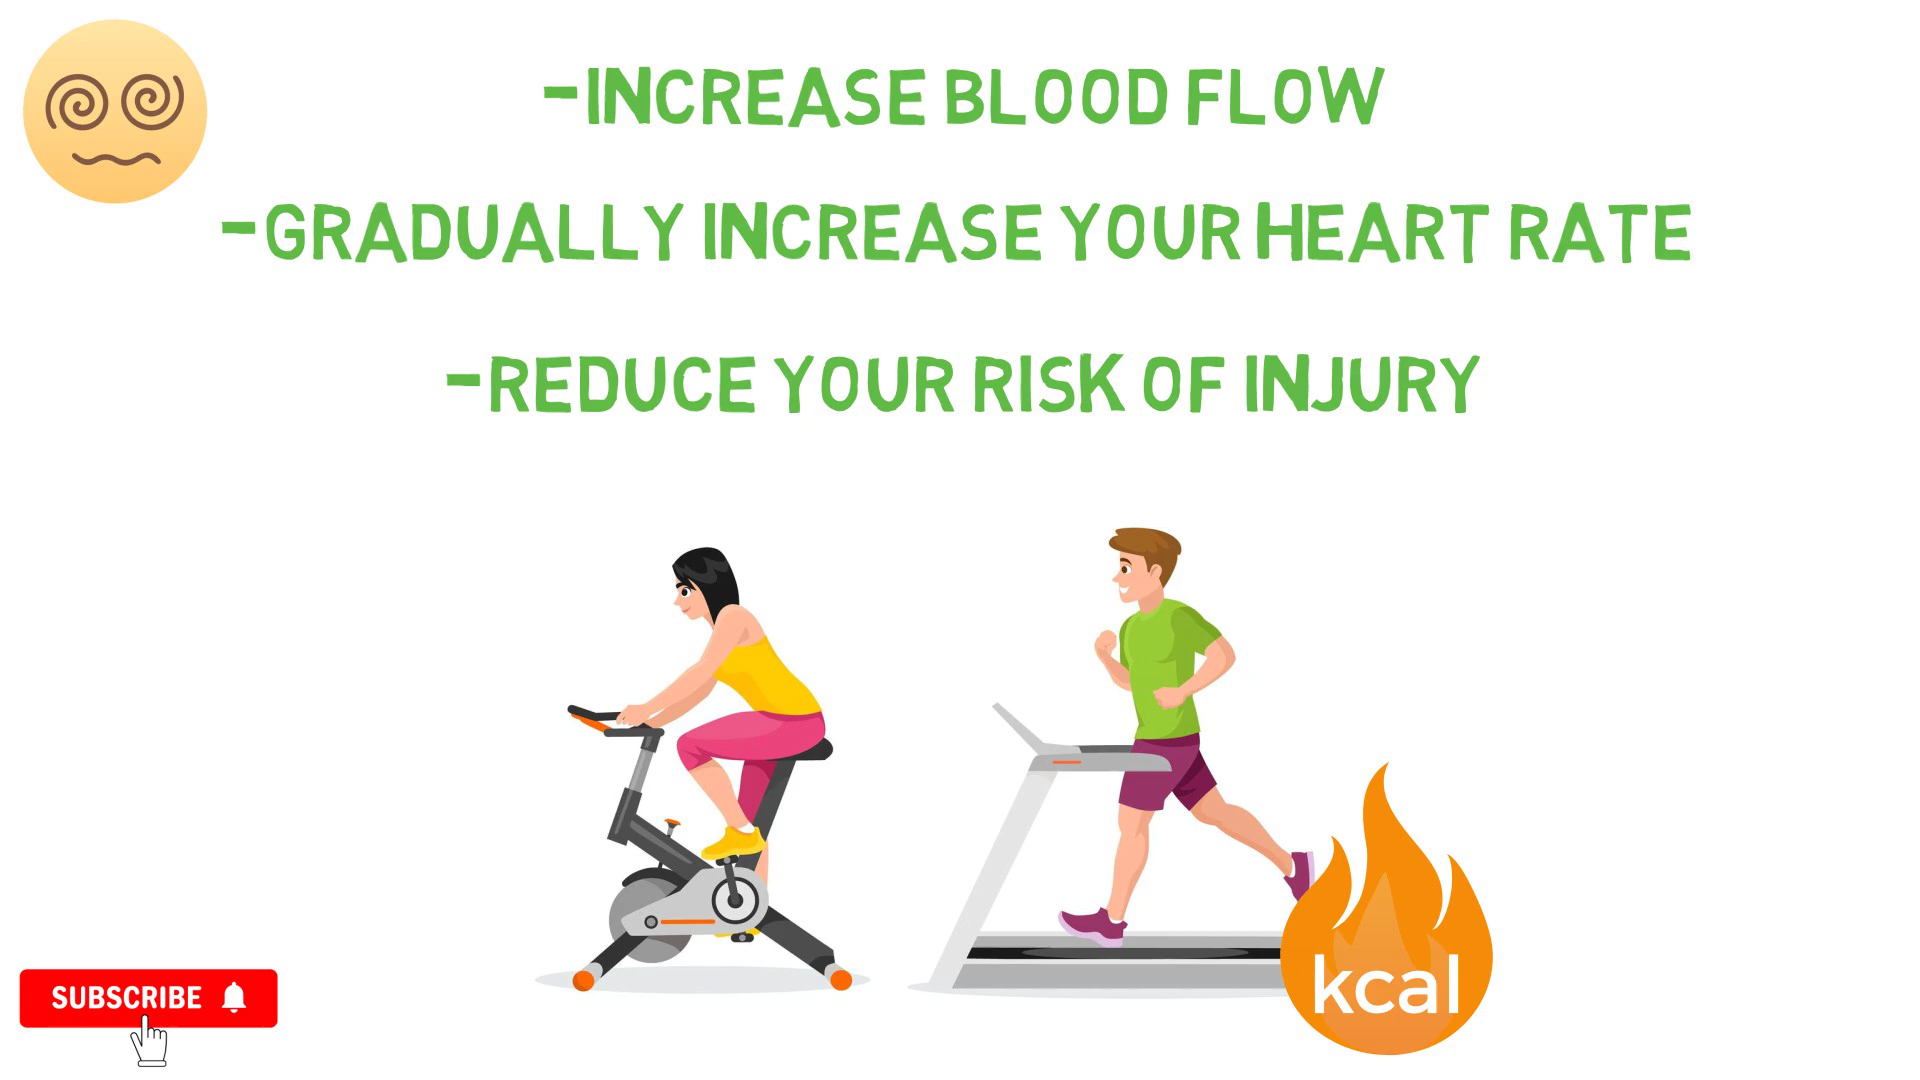 -INCREASE BLOOD FLOW
-GRADUALLY INCREASE YOUR HEART RATE
-REDUCE YOUR RISK OF INJURY
kcal
SUBSCRIBE